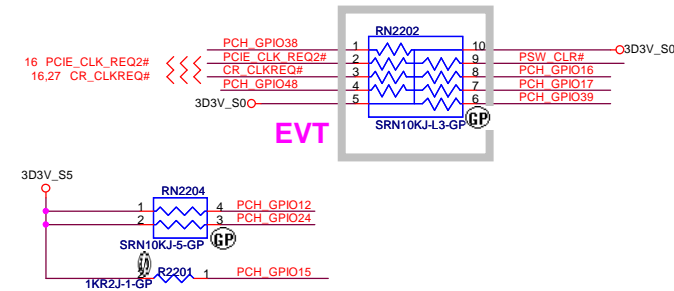 RN2202
PCH_GPIO38 1 10 3D3V_S0
16 PCIE_CLK_REQ2# PCIE_CLK_REQ2# 2 9 PSW_CLR#
16,27 CR_CLKREQ# CR_CLKREQ# 3 8 PCH_GPIO16
PCH_GPIO48 4 7 PCH_GPIO17
3D3V_S0 5 6 PCH_GPIO39
SRN10KJ-L3-GP GP
EVT
3D3V_S5
RN2204
1 4 PCH_GPIO12
2 3 PCH_GPIO24
SRN10KJ-5-GP GP
2 R2201 1 PCH_GPIO15
1KR2J-1-GP